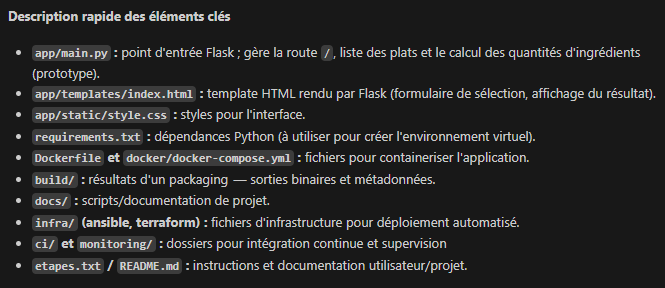 Description rapide des éléments clés
• app/main.py : point d'entrée Flask ; gère la route /, liste des plats et le calcul des quantités d'ingrédients
(prototype).
• app/templates/index.html : template HTML rendu par Flask (formulaire de sélection, affichage du résultat).
• app/static/style.css : styles pour l'interface.
• requirements.txt : dépendances Python (à utiliser pour créer l'environnement virtuel).
• Dockerfile et docker/docker-compose.yml : fichiers pour containeriser l'application.
• build/ : résultats d'un packaging — sorties binaires et métadonnées.
• docs/ : scripts/documentation de projet.
• infra/ (ansible, terraform) : fichiers d'infrastructure pour déploiement automatisé.
• ci/ et monitoring/ : dossiers pour intégration continue et supervision
• etapes.txt / README.md : instructions et documentation utilisateur/projet.